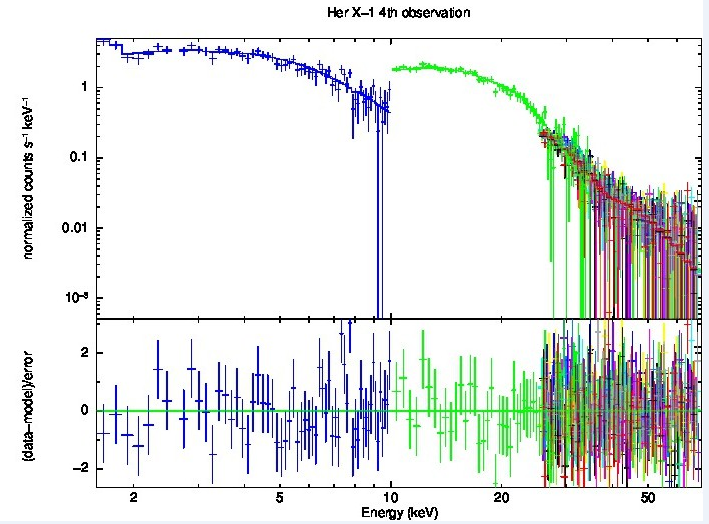 Her X−1 4th observation
normalized counts s⁻¹ keV⁻¹
1
0.1
0.01
10⁻³
(data−model)/error
2
0
−2
2 5 10 20 50
Energy (keV)